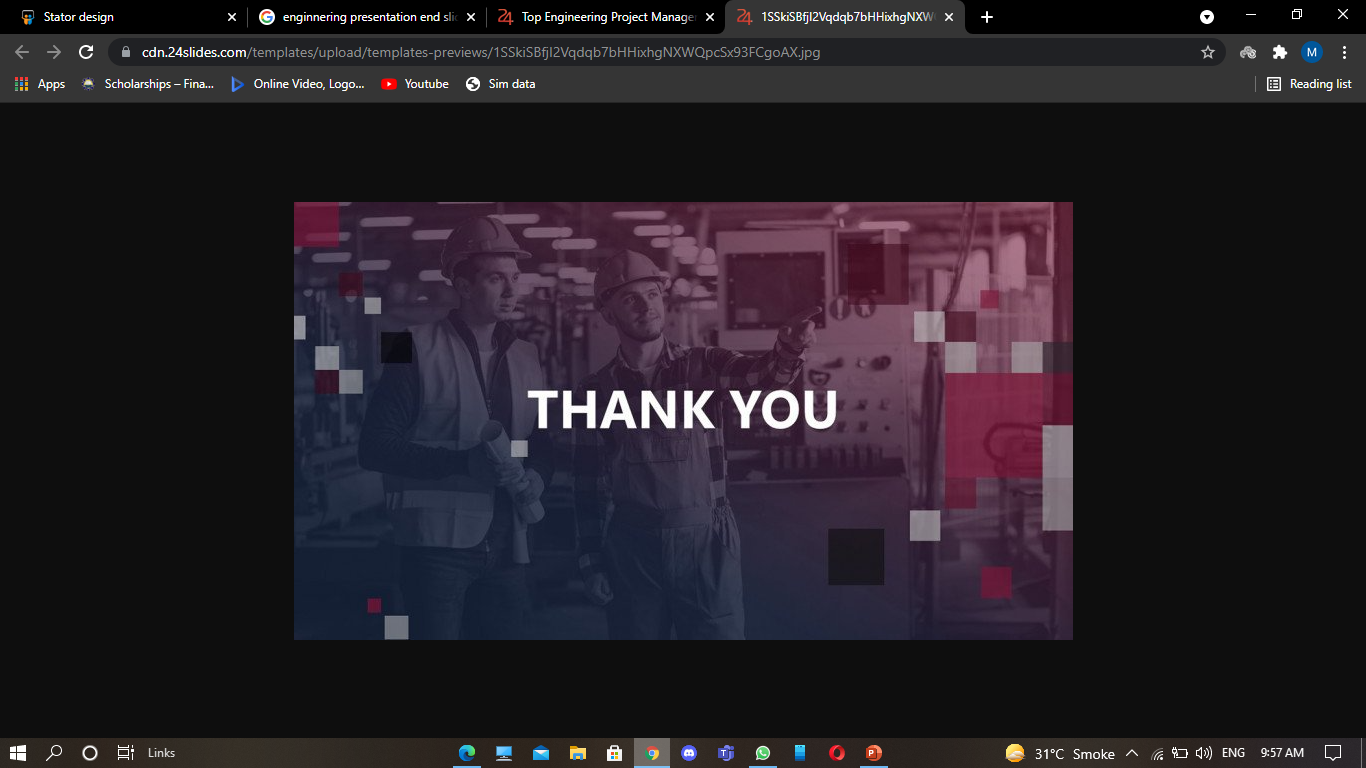 Stator design
enginnering presentation end slid
Top Engineering Project Manager
1SSkiSBfjI2Vqdqb7bHHixhgNXW
cdn.24slides.com/templates/upload/templates-previews/1SSkiSBfjI2Vqdqb7bHHixhgNXWQpcSx93FCgoAX.jpg
M
Apps
Scholarships – Fina...
Online Video, Logo...
Youtube
Sim data
Reading list
THANK YOU
Links
31°C Smoke
ENG
9:57 AM